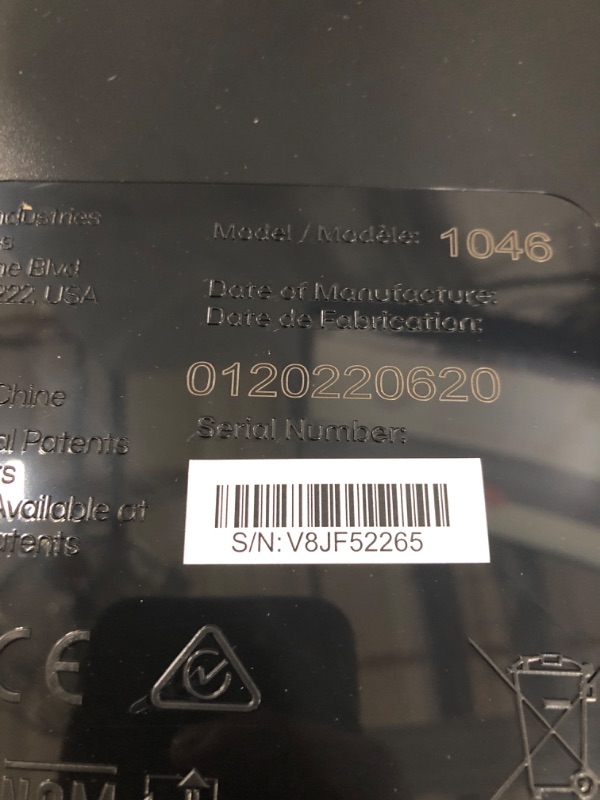 ndustries
s
ne Blvd
222, USA
Chine
al Patents
rs
Available at
atents
Model / Modèle: 1046
Date of Manufacture:
Date de Fabrication:
0120220620
Serial Number:
S/N: V8JF52265
CE
NOM